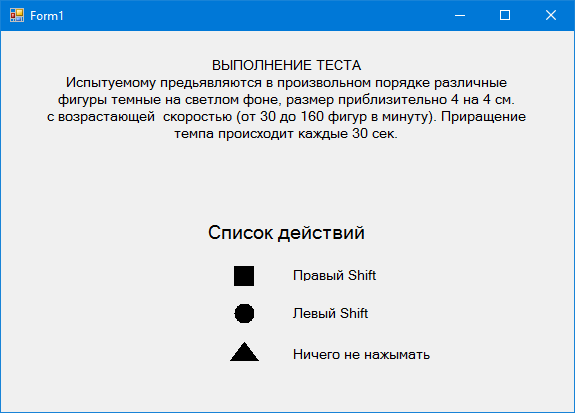 Form1
ВЫПОЛНЕНИЕ ТЕСТА
Испытуемому предьявляются в произвольном порядке различные
фигуры темные на светлом фоне, размер приблизительно 4 на 4 см.
с возрастающей  скоростью (от 30 до 160 фигур в минуту). Приращение
темпа происходит каждые 30 сек.
Список действий
Правый Shift
Левый Shift
Ничего не нажымать